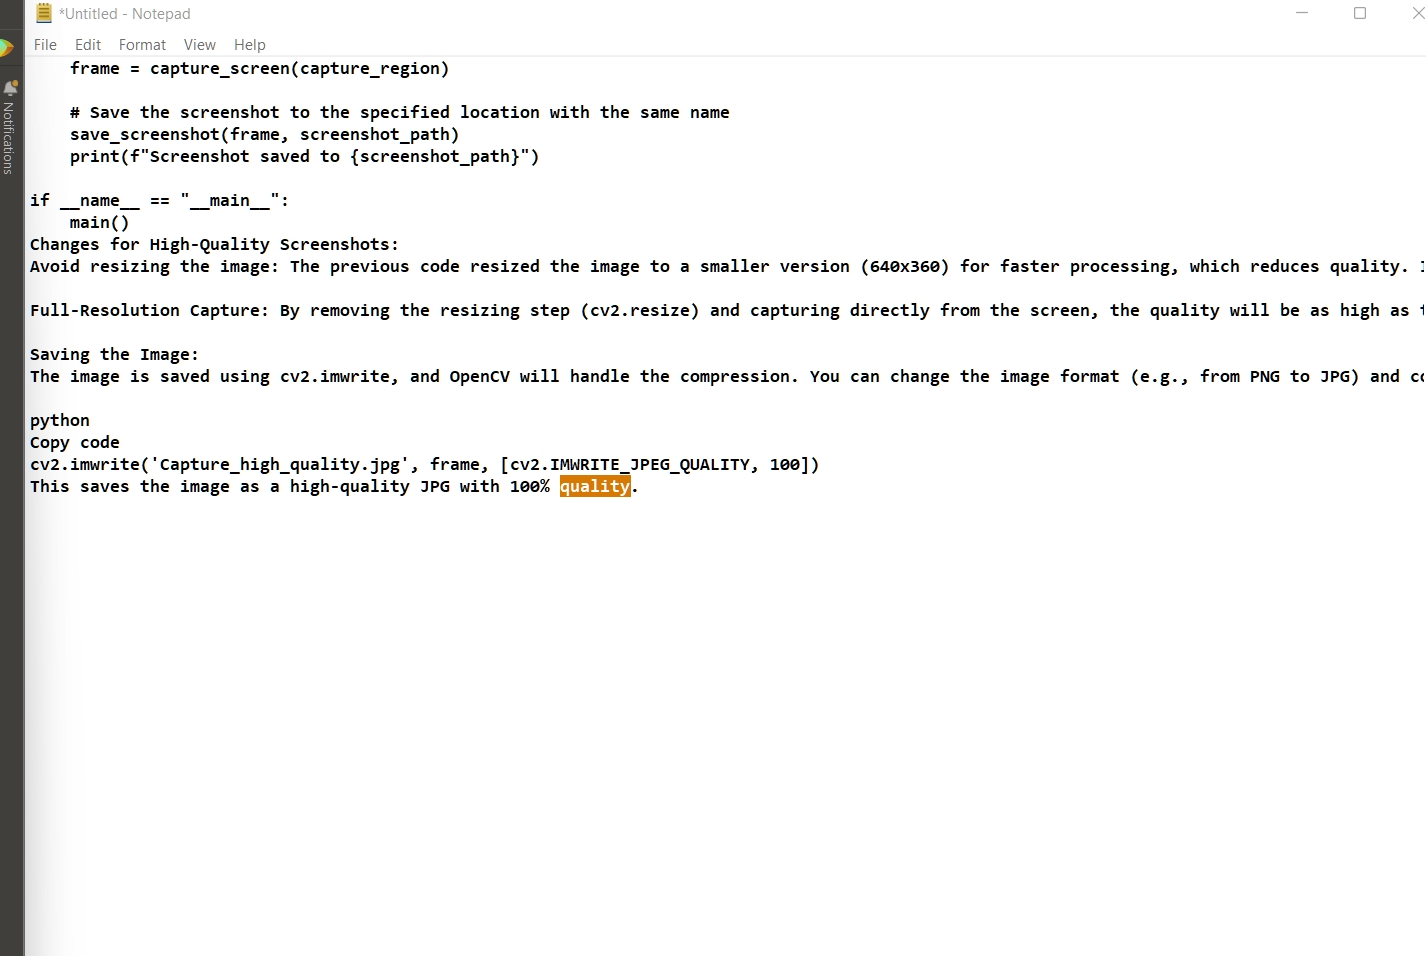 *Untitled - Notepad
File Edit Format View Help
Notifications
    frame = capture_screen(capture_region)

    # Save the screenshot to the specified location with the same name
    save_screenshot(frame, screenshot_path)
    print(f"Screenshot saved to {screenshot_path}")

if __name__ == "__main__":
    main()
Changes for High-Quality Screenshots:
Avoid resizing the image: The previous code resized the image to a smaller version (640x360) for faster processing, which reduces quality.

Full-Resolution Capture: By removing the resizing step (cv2.resize) and capturing directly from the screen, the quality will be as high as

Saving the Image:
The image is saved using cv2.imwrite, and OpenCV will handle the compression. You can change the image format (e.g., from PNG to JPG) and

python
Copy code
cv2.imwrite('Capture_high_quality.jpg', frame, [cv2.IMWRITE_JPEG_QUALITY, 100])
This saves the image as a high-quality JPG with 100% quality.